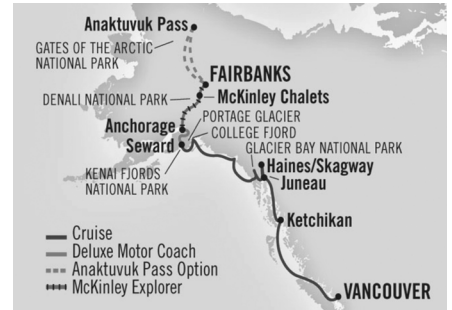 Anaktuvuk Pass
GATES OF THE ARCTIC
NATIONAL PARK
FAIRBANKS
DENALI NATIONAL PARK
McKinley Chalets
PORTAGE GLACIER
Anchorage
COLLEGE FJORD
Seward
GLACIER BAY NATIONAL PARK
Haines/Skagway
KENAI FJORDS
NATIONAL PARK
Juneau
Ketchikan
Cruise
Deluxe Motor Coach
Anaktuvuk Pass Option
McKinley Explorer
VANCOUVER